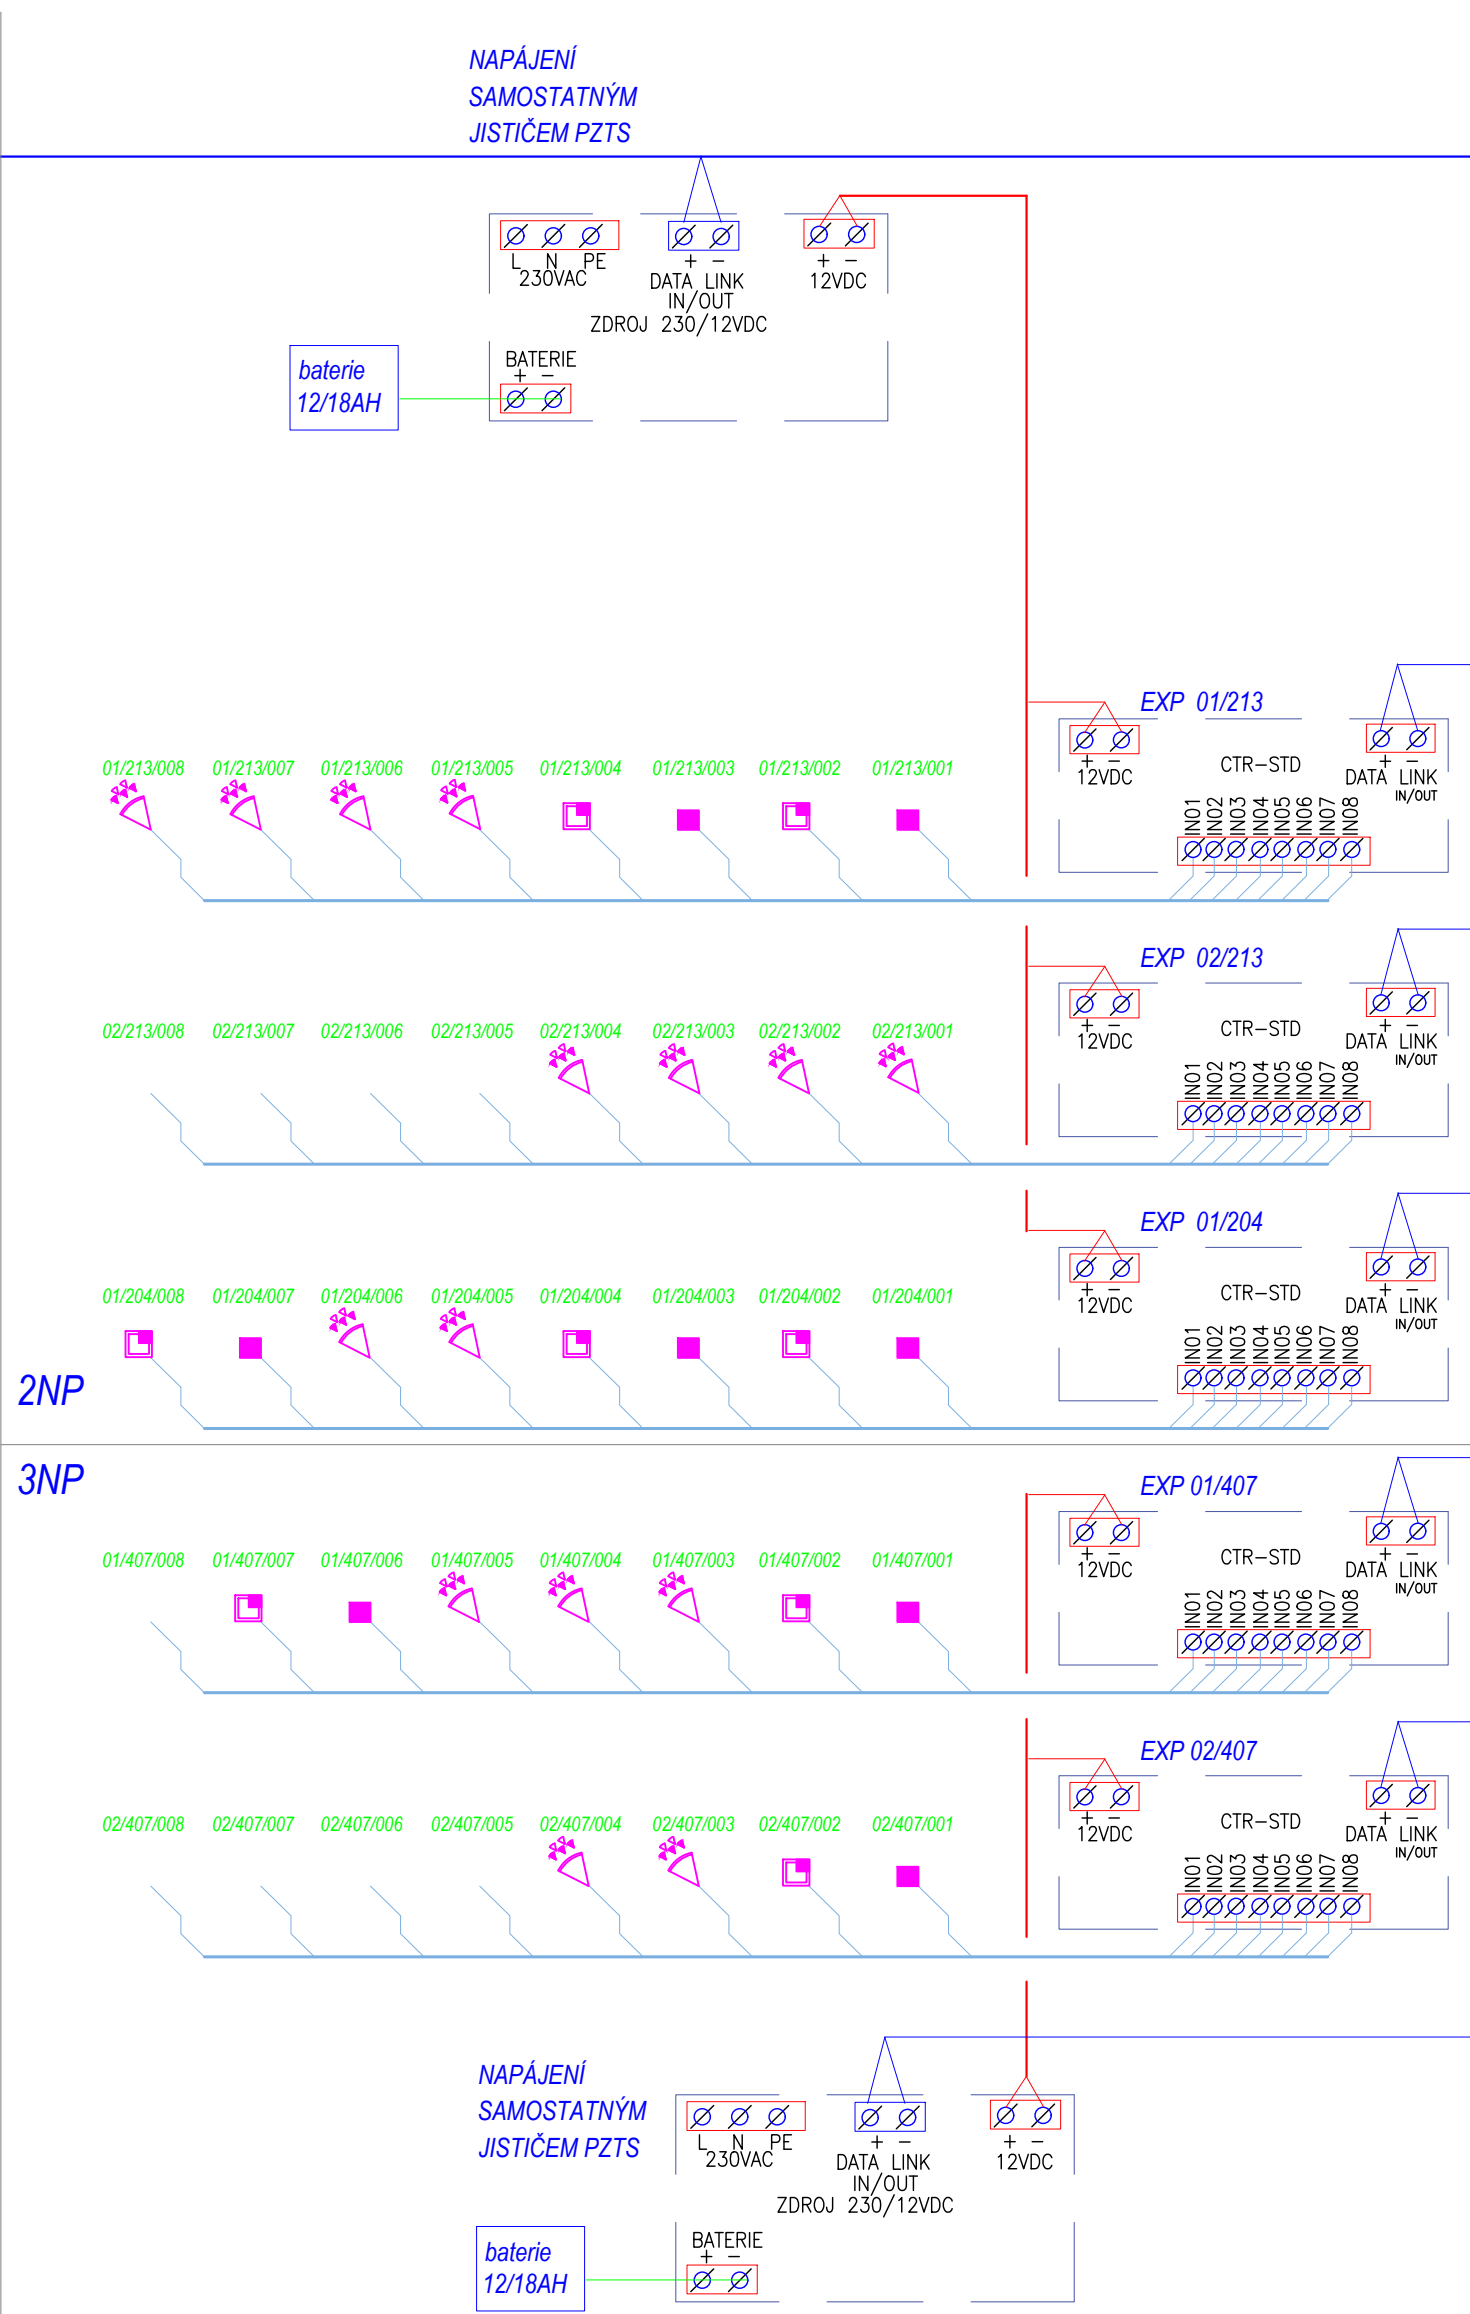 NAPÁJENÍ
SAMOSTATNÝM
JISTIČEM PZTS
L N PE
230VAC
+ −
DATA LINK
IN/OUT
ZDROJ 230/12VDC
+ −
12VDC
BATERIE
+ −
baterie
12/18AH
EXP 01/213
+ −
12VDC
CTR-STD
+ −
DATA LINK
IN/OUT
IN01 IN02 IN03 IN04 IN05 IN06 IN07 IN08
01/213/008 01/213/007 01/213/006 01/213/005 01/213/004 01/213/003 01/213/002 01/213/001
EXP 02/213
+ −
12VDC
CTR-STD
+ −
DATA LINK
IN/OUT
IN01 IN02 IN03 IN04 IN05 IN06 IN07 IN08
02/213/008 02/213/007 02/213/006 02/213/005 02/213/004 02/213/003 02/213/002 02/213/001
EXP 01/204
+ −
12VDC
CTR-STD
+ −
DATA LINK
IN/OUT
IN01 IN02 IN03 IN04 IN05 IN06 IN07 IN08
01/204/008 01/204/007 01/204/006 01/204/005 01/204/004 01/204/003 01/204/002 01/204/001
2NP
3NP
EXP 01/407
+ −
12VDC
CTR-STD
+ −
DATA LINK
IN/OUT
IN01 IN02 IN03 IN04 IN05 IN06 IN07 IN08
01/407/008 01/407/007 01/407/006 01/407/005 01/407/004 01/407/003 01/407/002 01/407/001
EXP 02/407
+ −
12VDC
CTR-STD
+ −
DATA LINK
IN/OUT
IN01 IN02 IN03 IN04 IN05 IN06 IN07 IN08
02/407/008 02/407/007 02/407/006 02/407/005 02/407/004 02/407/003 02/407/002 02/407/001
NAPÁJENÍ
SAMOSTATNÝM
JISTIČEM PZTS
L N PE
230VAC
+ −
DATA LINK
IN/OUT
ZDROJ 230/12VDC
+ −
12VDC
BATERIE
+ −
baterie
12/18AH